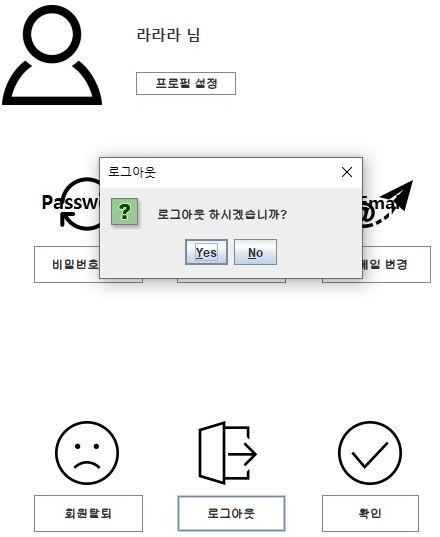 라라라 님
프로필 설정
로그아웃
로그아웃 하시겠습니까?
Yes
No
비밀번호
메일 변경
회원탈퇴
로그아웃
확인